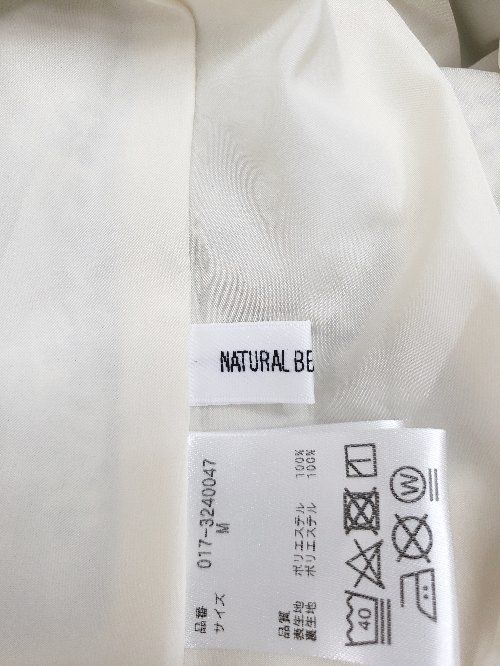 NATURAL BE
品番 017-3240047
サイズ M
品質
表生地 ポリエステル 100%
裏生地 ポリエステル 100%
40
W